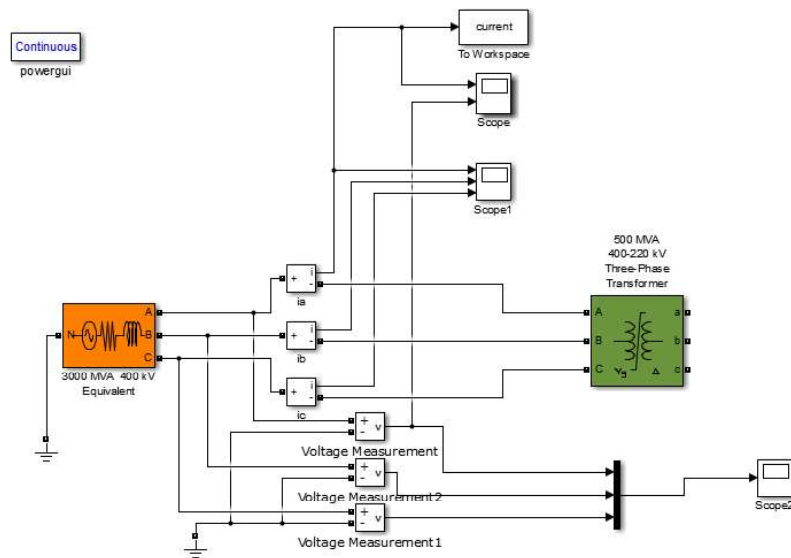 current
To Workspace
Continuous
powergui
Scope
Scope1
500 MVA
400-220 kV
Three-Phase
Transformer
i
+
-
ia
A
N
B
C
3000 MVA 400 kV
Equivalent
i
+
-
ib
i
+
-
ic
A
a
B
b
C
c
Yg
Δ
+
-
v
Voltage Measurement
+
-
v
Voltage Measurement2
+
-
v
Voltage Measurement1
Scope2